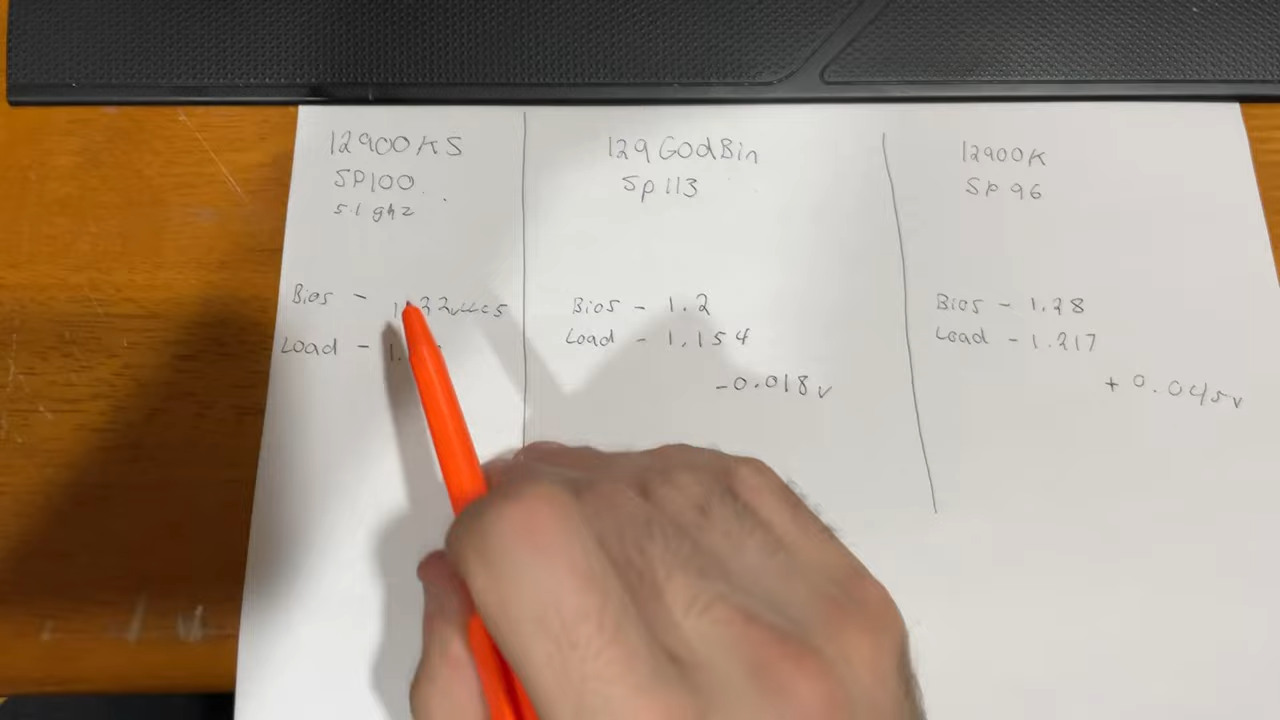 12900KS
SP100
5.1 ghz
Bios -
Load -
129 GodBin
Sp 113
Bios - 1.2
Load - 1.154
-0.018v
12900K
SP 96
Bios - 1.28
Load - 1.217
+ 0.045v